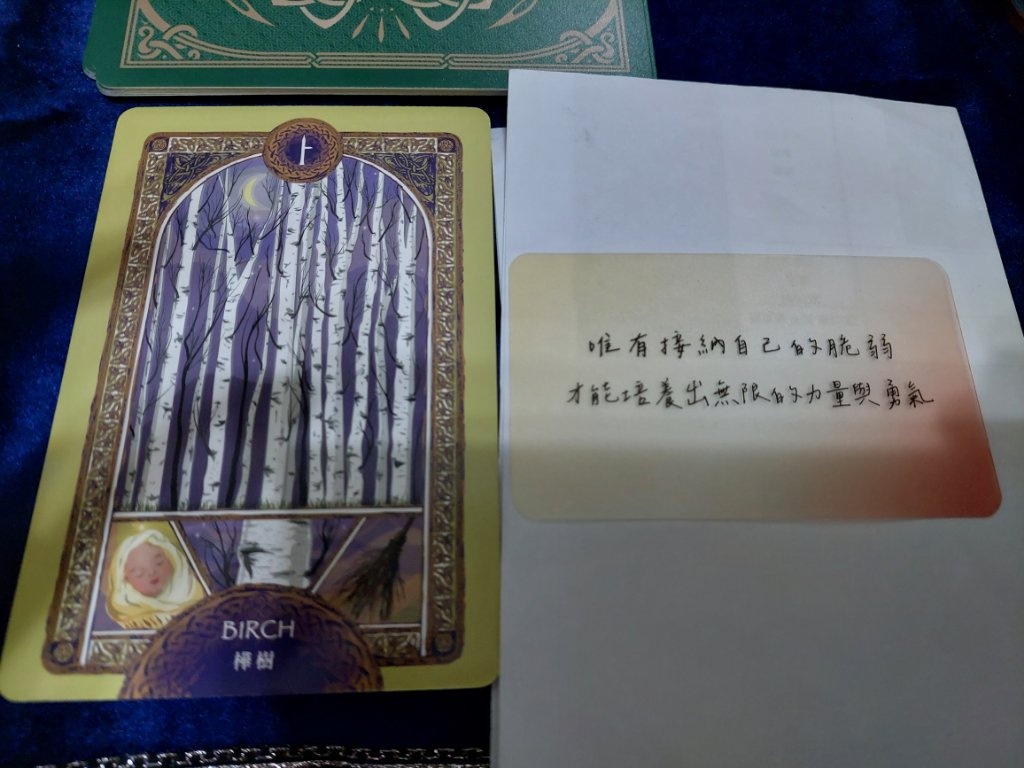 BIRCH
樺樹
唯有接納自己的脆弱
才能培養出無限的力量與勇氣